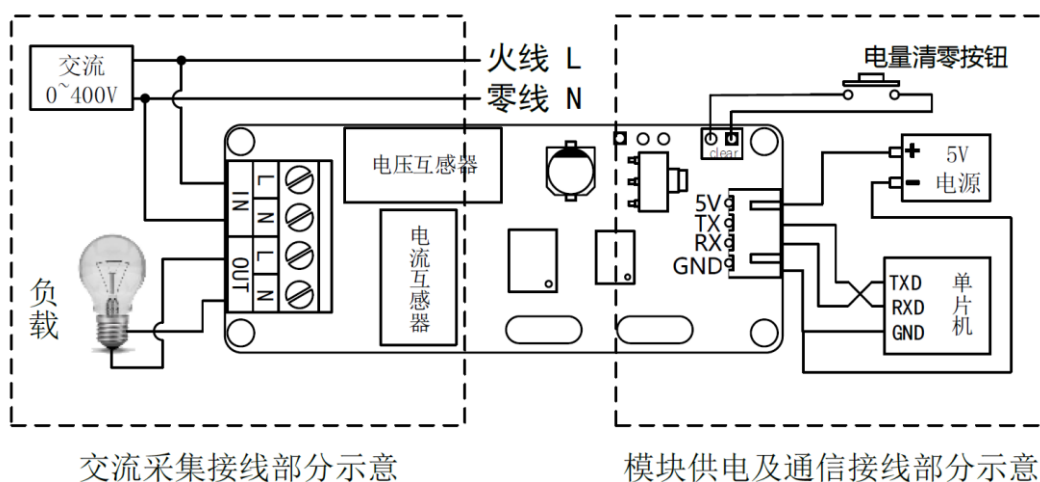 交流
0~400V
火线 L
零线 N
电量清零按钮
电压互感器
clear
5V
电源
+
-
L
N
IN
L
N
OUT
电流互感器
5V
TX
RX
GND
负载
TXD
RXD
GND
单片机
交流采集接线部分示意
模块供电及通信接线部分示意